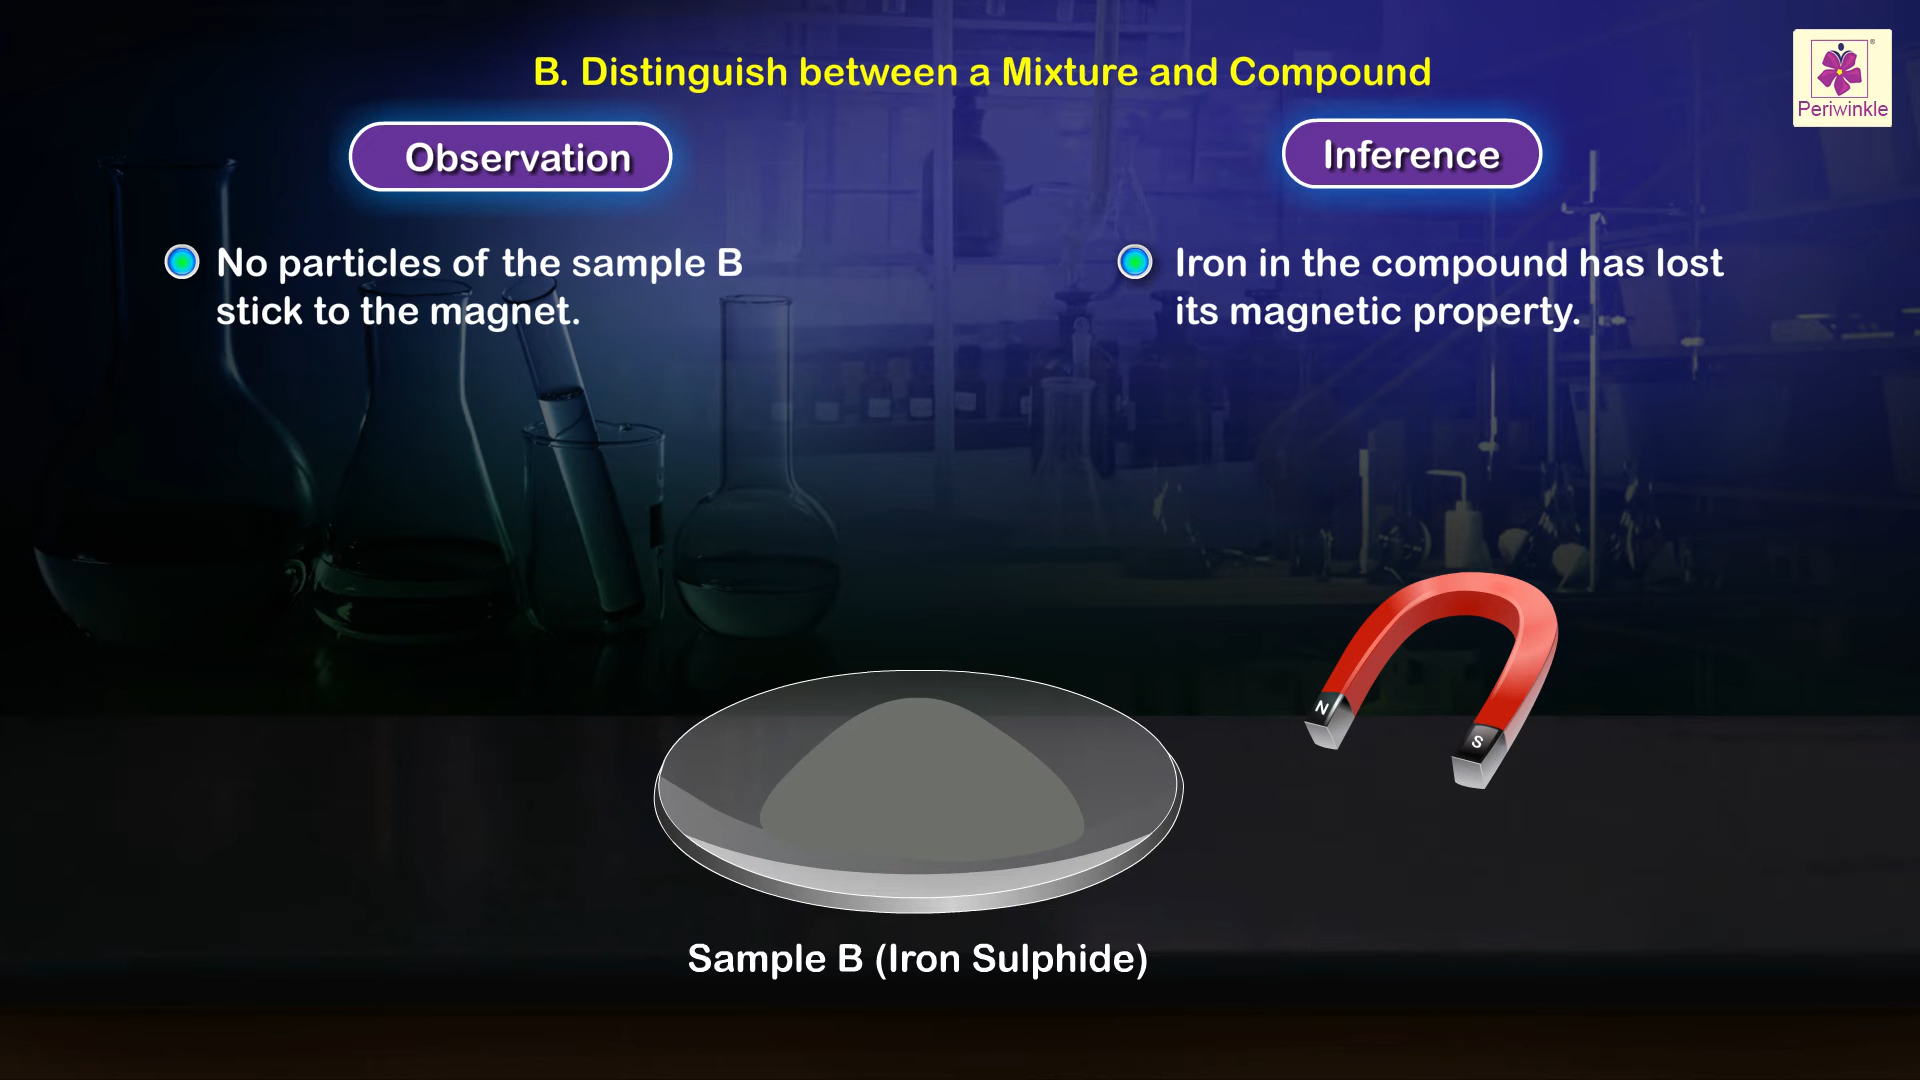 B. Distinguish between a Mixture and Compound
Periwinkle
Observation
Inference
No particles of the sample B
stick to the magnet.
Iron in the compound has lost
its magnetic property.
N
S
Sample B (Iron Sulphide)